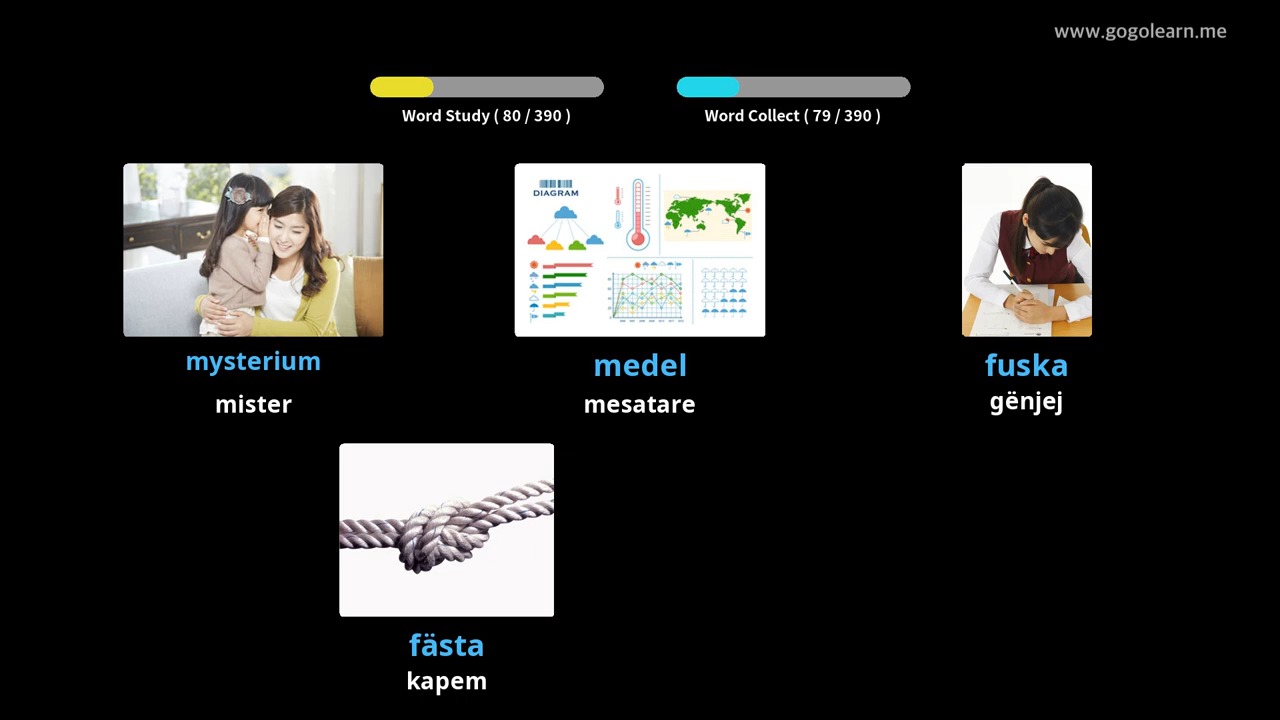 www.gogolearn.me
Word Study ( 80 / 390 )
Word Collect ( 79 / 390 )
DIAGRAM
mysterium
mister
medel
mesatare
fuska
gënjej
fästa
kapem